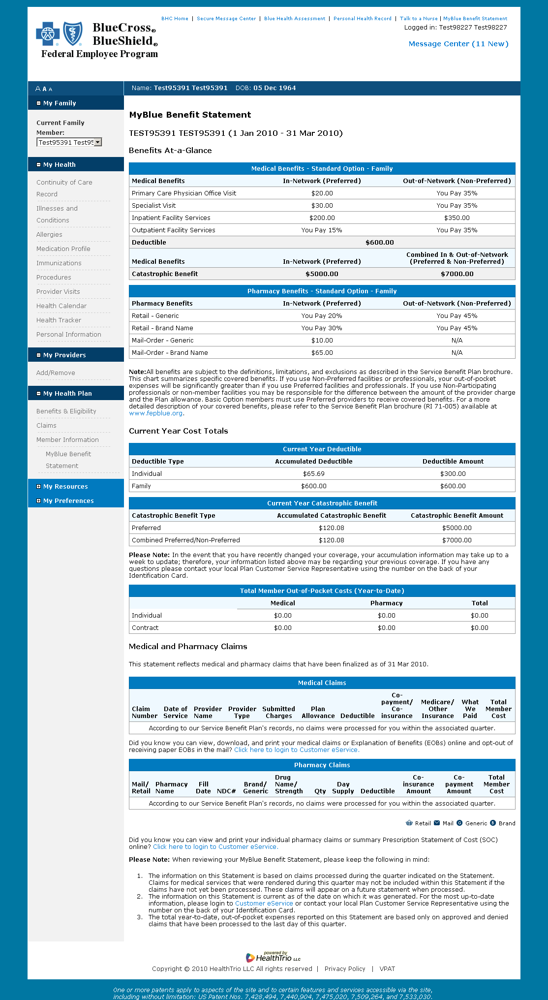 BHC Home | Secure Message Center | Blue Health Assessment | Personal Health Record | Talk to a Nurse | MyBlue Benefit Statement
BlueCross®
BlueShield®
Federal Employee Program
Logged in: Test98227 Test98227
Message Center (11 New)
A A A
Name: Test95391 Test95391 DOB: 05 Dec 1964
My Family
Current Family
Member:
Test95391 Test95
My Health
Continuity of Care
Record
Illnesses and
Conditions
Allergies
Medication Profile
Immunizations
Procedures
Provider Visits
Health Calendar
Health Tracker
Personal Information
My Providers
Add/Remove
My Health Plan
Benefits & Eligibility
Claims
Member Information
MyBlue Benefit
Statement
My Resources
My Preferences
MyBlue Benefit Statement
TEST95391 TEST95391 (1 Jan 2010 - 31 Mar 2010)
Benefits At-a-Glance
Medical Benefits - Standard Option - Family
Medical Benefits In-Network (Preferred) Out-of-Network (Non-Preferred)
Primary Care Physician Office Visit $20.00 You Pay 35%
Specialist Visit $30.00 You Pay 35%
Inpatient Facility Services $200.00 $350.00
Outpatient Facility Services You Pay 15% You Pay 35%
Deductible $600.00
Medical Benefits In-Network (Preferred) Combined In & Out-of-Network
(Preferred & Non-Preferred)
Catastrophic Benefit $5000.00 $7000.00
Pharmacy Benefits - Standard Option - Family
Pharmacy Benefits In-Network (Preferred) Out-of-Network (Non-Preferred)
Retail - Generic You Pay 20% You Pay 45%
Retail - Brand Name You Pay 30% You Pay 45%
Mail-Order - Generic $10.00 N/A
Mail-Order - Brand Name $65.00 N/A
Note:All benefits are subject to the definitions, limitations, and exclusions as described in the Service Benefit Plan brochure.
This chart summarizes specific covered benefits. If you use Non-Preferred facilities or professionals, your out-of-pocket
expenses will be significantly greater than if you use Preferred facilities and professionals. If you use Non-Participating
professionals or non-member facilities you may be responsible for the difference between the amount of the provider charge
and the Plan allowance. Basic Option members must use Preferred providers to receive covered benefits. For a more
detailed description of your covered benefits, please refer to the Service Benefit Plan brochure (RI 71-005) available at
www.fepblue.org.
Current Year Cost Totals
Current Year Deductible
Deductible Type Accumulated Deductible Deductible Amount
Individual $65.69 $300.00
Family $600.00 $600.00
Current Year Catastrophic Benefit
Catastrophic Benefit Type Accumulated Catastrophic Benefit Catastrophic Benefit Amount
Preferred $120.08 $5000.00
Combined Preferred/Non-Preferred $120.08 $7000.00
Please Note: In the event that you have recently changed your coverage, your accumulation information may take up to a
week to update; therefore, your information listed above may be regarding your previous coverage. If you have any
questions please contact your local Plan Customer Service Representative using the number on the back of your
Identification Card.
Total Member Out-of-Pocket Costs (Year-to-Date)
Medical Pharmacy Total
Individual $0.00 $0.00 $0.00
Contract $0.00 $0.00 $0.00
Medical and Pharmacy Claims
This statement reflects medical and pharmacy claims that have been finalized as of 31 Mar 2010.
Medical Claims
Co-
payment/ Medicare/ What Total
Claim Date of Provider Provider Submitted Plan Co- Other We Member
Number Service Name Type Charges Allowance Deductible insurance Insurance Paid Cost
According to our Service Benefit Plan's records, no claims were processed for you within the associated quarter.
Did you know you can view, download, and print your medical claims or Explanation of Benefits (EOBs) online and opt-out of
receiving paper EOBs in the mail? Click here to login to Customer eService.
Pharmacy Claims
Drug Co- Co- Total
Mail/ Pharmacy Fill Brand/ Name/ Day insurance payment Member
Retail Name Date NDC# Generic Strength Qty Supply Deductible Amount Amount Cost
According to our Service Benefit Plan's records, no claims were processed for you within the associated quarter.
Retail Mail G Generic B Brand
Did you know you can view and print your individual pharmacy claims or summary Prescription Statement of Cost (SOC)
online? Click here to login to Customer eService.
Please Note: When reviewing your MyBlue Benefit Statement, please keep the following in mind:
1. The information on this Statement is based on claims processed during the quarter indicated on the Statement.
Claims for medical services that were rendered during this quarter may not be included within this Statement if the
claims have not yet been processed. These claims will appear on a future statement when processed.
2. The information on this Statement is current as of the date on which it was generated. For the most up-to-date
information, please login to Customer eService or contact your local Plan Customer Service Representative using the
number on the back of your Identification Card.
3. The total year-to-date, out-of-pocket expenses reported on this Statement are based only on approved and denied
claims that have been processed to the last day of this quarter.
powered by
HealthTrio LLC
Copyright © 2010 HealthTrio LLC All rights reserved | Privacy Policy | VPAT
One or more patents apply to aspects of the site and to certain features and services accessible via the site,
including without limitation: US Patent Nos. 7,428,494, 7,440,904, 7,475,020, 7,509,264, and 7,533,030.